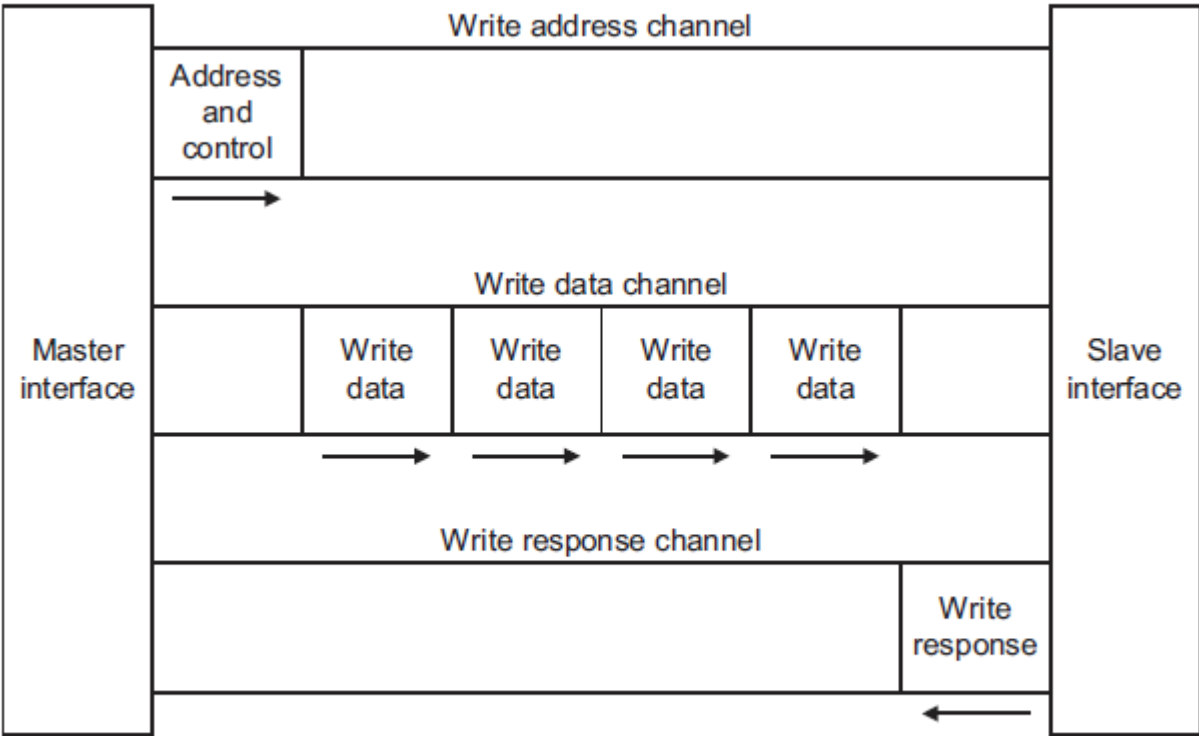 Write address channel
Address
and
control
Write data channel
Master
interface
Write
data
Write
data
Write
data
Write
data
Slave
interface
Write response channel
Write
response